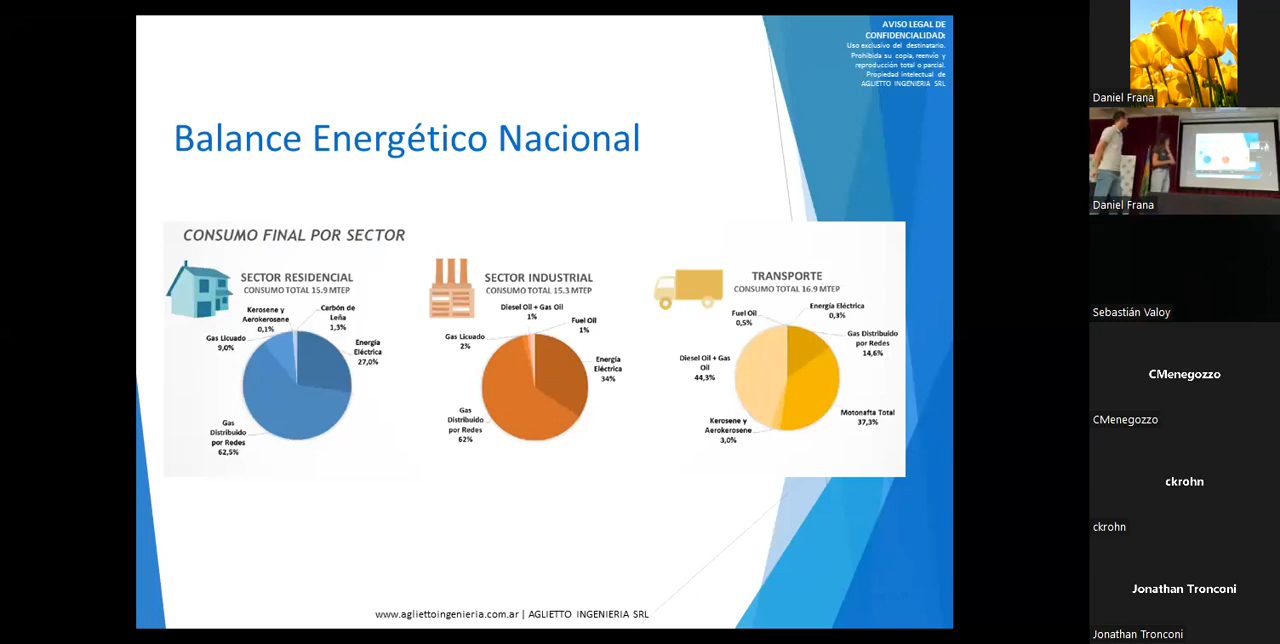 AVISO LEGAL DE
CONFIDENCIALIDAD:
Uso exclusivo del destinatario.
Prohibida su copia, reenvío y
reproducción total o parcial.
Propiedad intelectual de
AGLIETTO INGENIERIA SRL
Balance Energético Nacional
CONSUMO FINAL POR SECTOR
SECTOR RESIDENCIAL
CONSUMO TOTAL 15.9 MTEP
Kerosene y
Aerokerosene
0,1%
Carbón de
Leña
1,3%
Gas Licuado
9,0%
Energía
Eléctrica
27,0%
Gas
Distribuido
por Redes
62,5%
SECTOR INDUSTRIAL
CONSUMO TOTAL 15.3 MTEP
Diesel Oil + Gas Oil
1%
Fuel Oil
1%
Gas Licuado
2%
Energía
Eléctrica
34%
Gas
Distribuido
por Redes
62%
TRANSPORTE
CONSUMO TOTAL 16.9 MTEP
Energía Eléctrica
0,3%
Fuel Oil
0,5%
Gas Distribuido
por Redes
14,6%
Diesel Oil + Gas
Oil
44,3%
Motonafta Total
37,3%
Kerosene y
Aerokerosene
3,0%
www.agliettoingenieria.com.ar | AGLIETTO INGENIERIA SRL
Daniel Frana
Daniel Frana
Sebastián Valoy
CMenegozzo
CMenegozzo
ckrohn
ckrohn
Jonathan Tronconi
Jonathan Tronconi